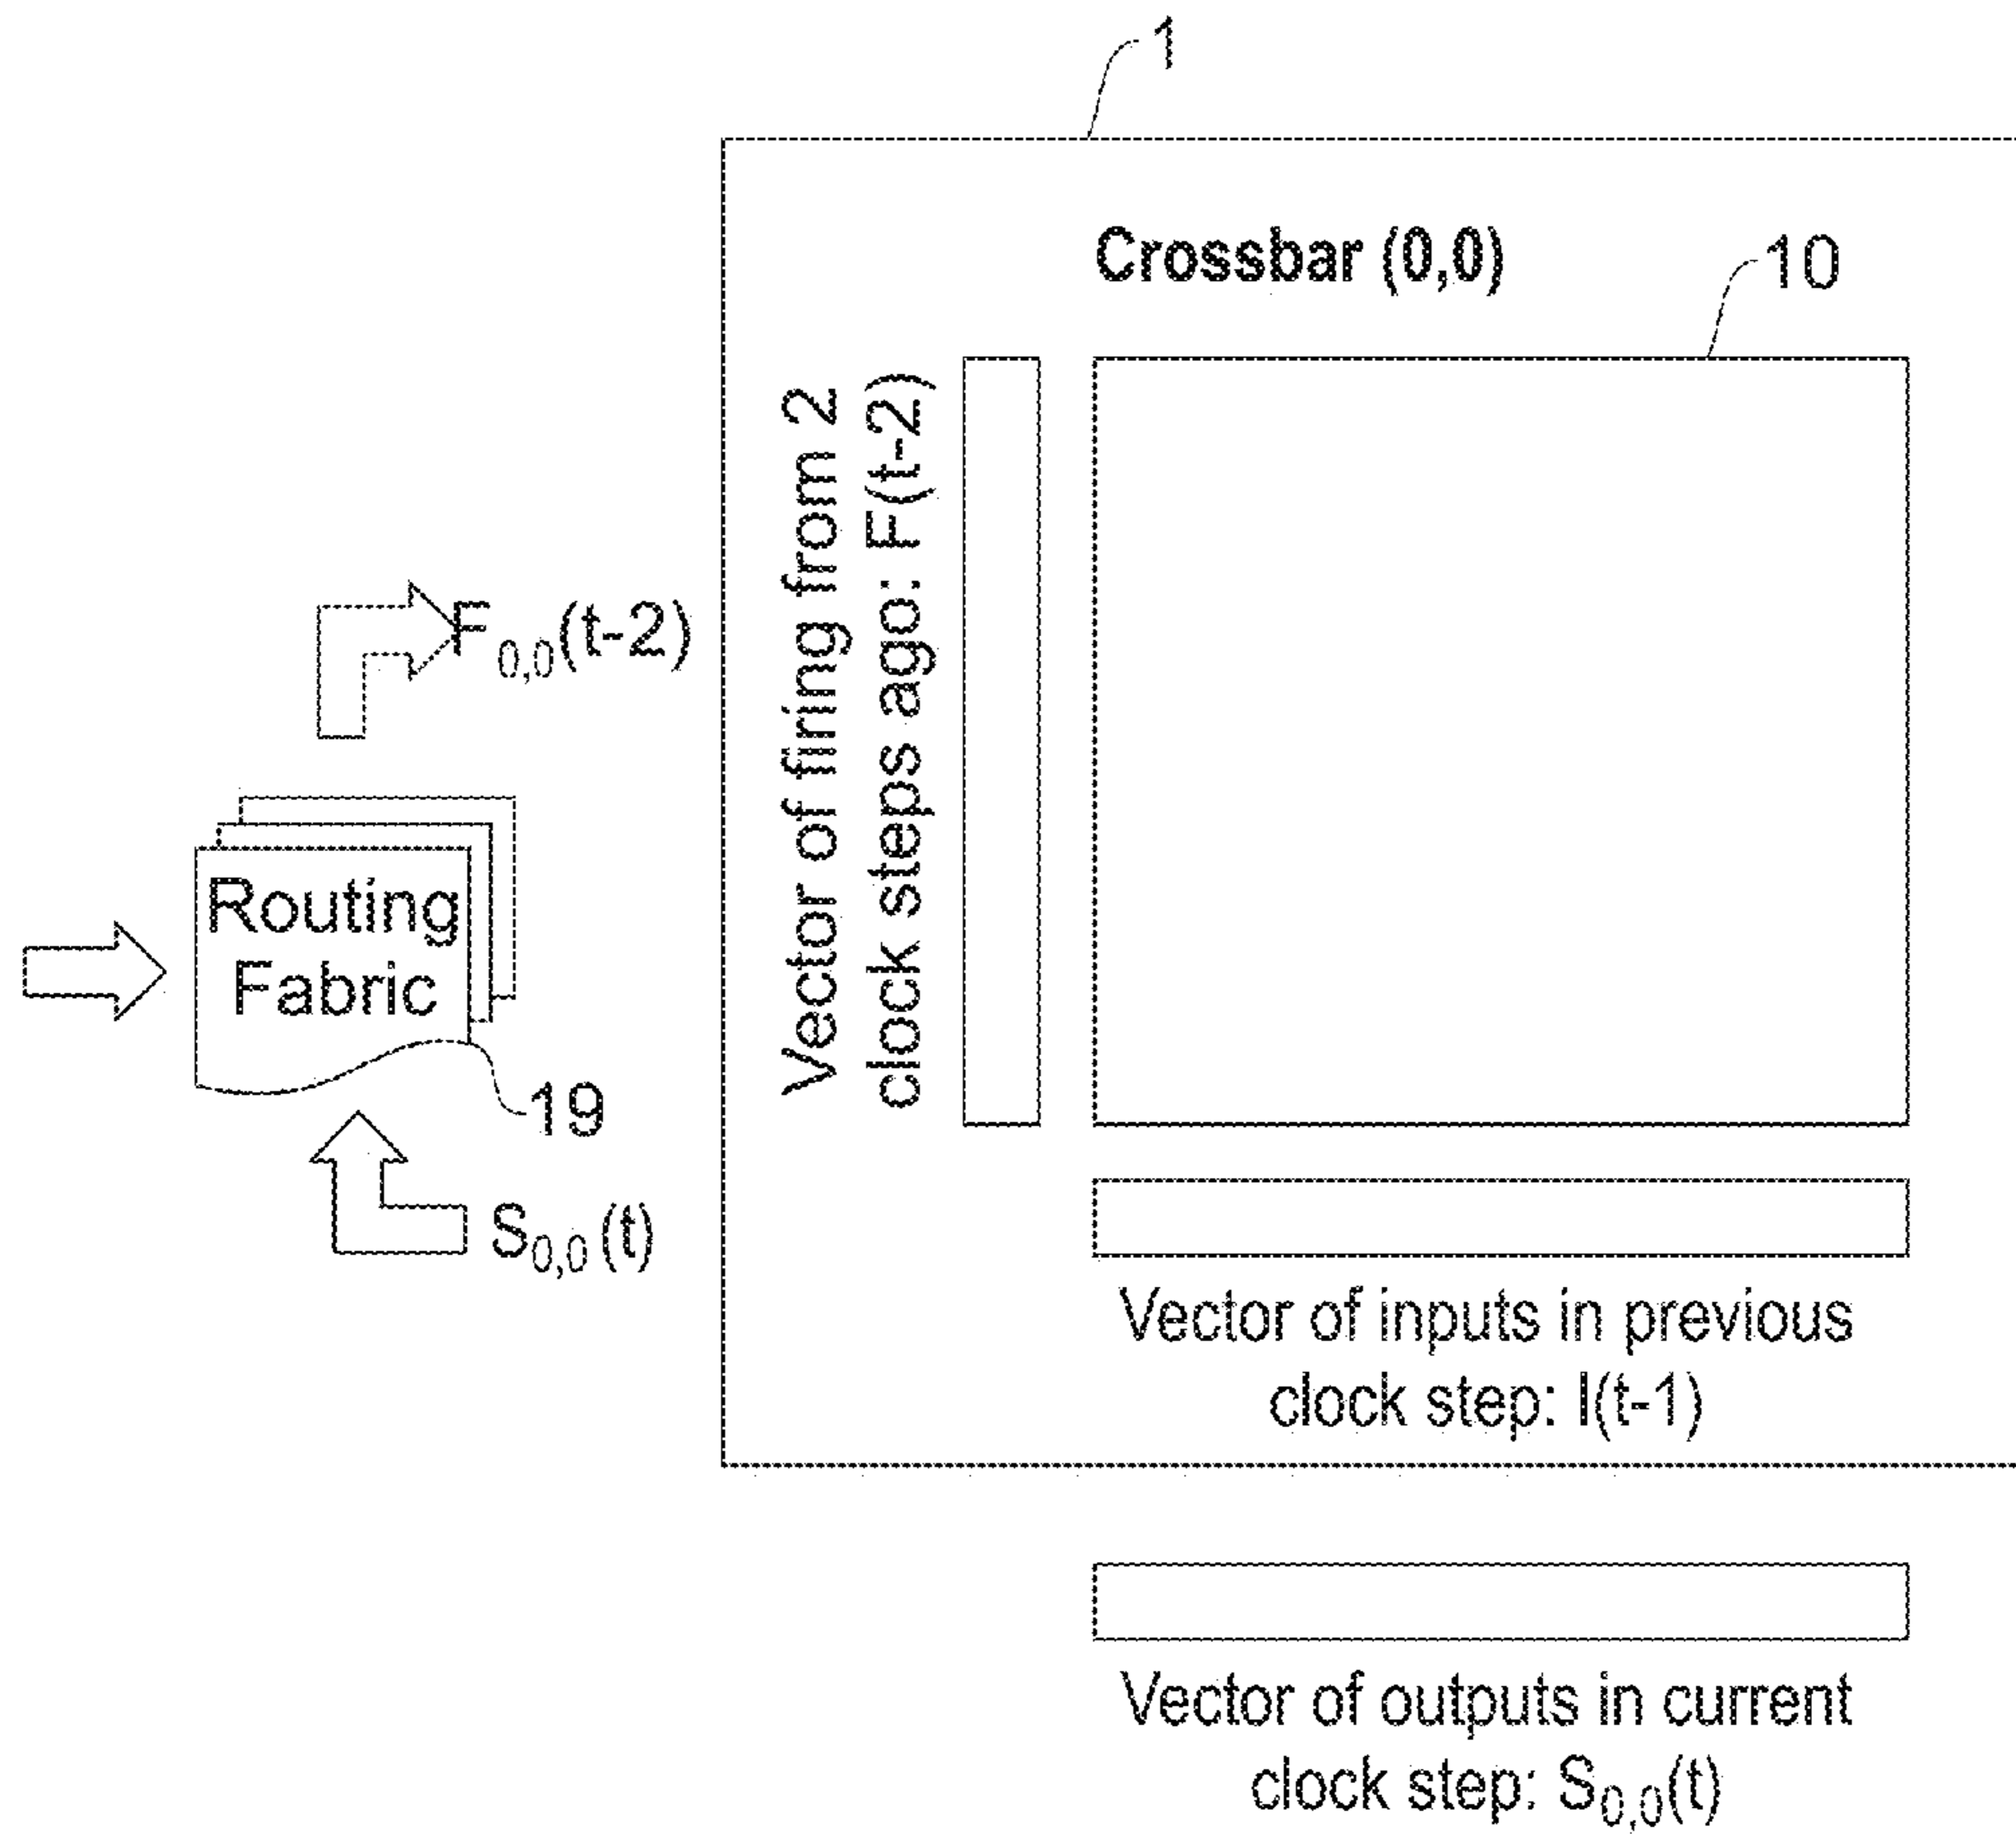 1
Crossbar (0,0)
10
Vector of firing from 2
clock steps ago: F(t-2)
F0,0(t-2)
Routing
Fabric
19
S0,0 (t)
Vector of inputs in previous
clock step: I(t-1)
Vector of outputs in current
clock step: S0,0(t)